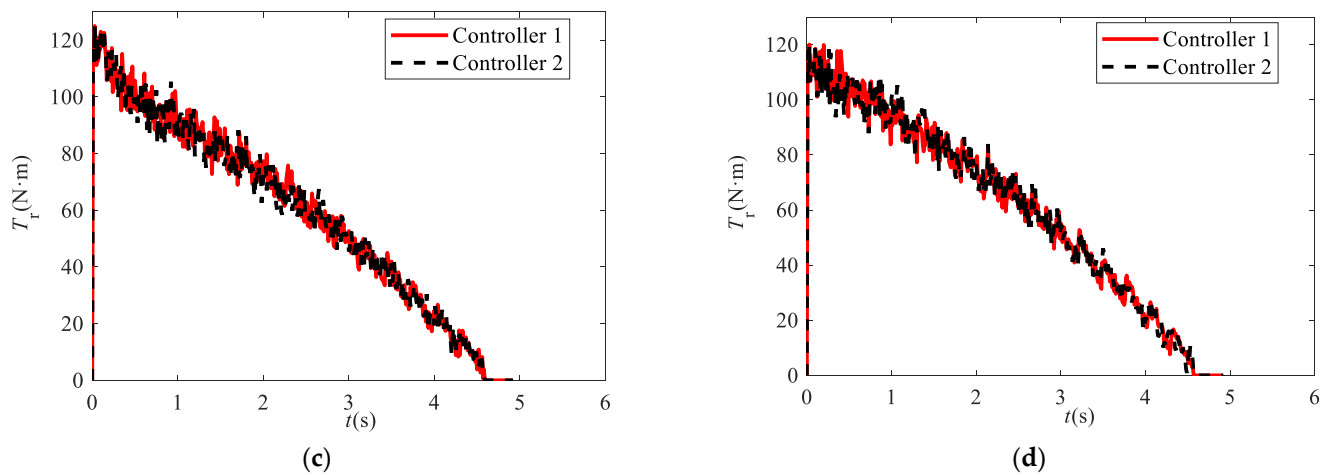 120
100
80
60
40
20
0
T_r(N·m)
Controller 1
Controller 2
0 1 2 3 4 5 6
t(s)
(c)
120
100
80
60
40
20
0
T_r(N·m)
Controller 1
Controller 2
0 1 2 3 4 5 6
t(s)
(d)